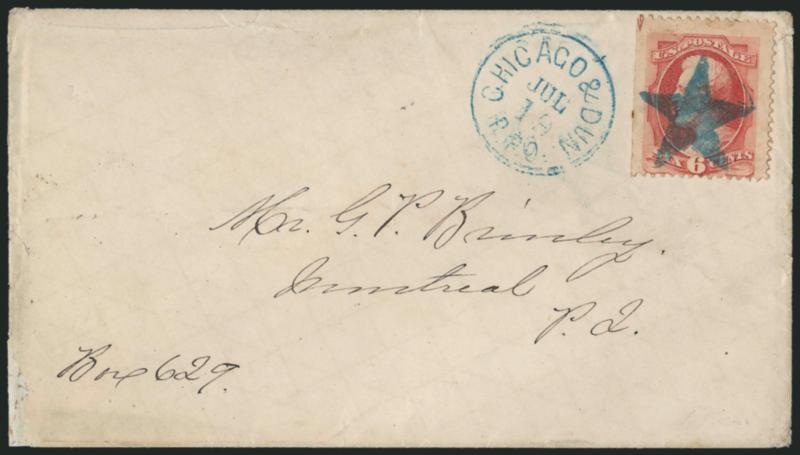 CHICAGO & DUN
JUL
19
R.P.O.
U.S. POSTAGE
SIX 6 CENTS
Mr. G. P. Brinley.
Montreal
P. Q.
Box 629.